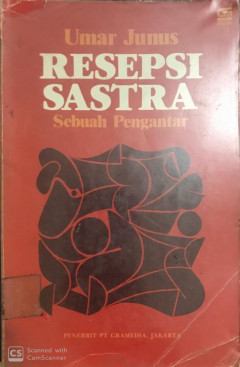 Umar Junus
RESEPSI
SASTRA
Sebuah Pengantar
PENERBIT PT GRAMEDIA, JAKARTA
CS
Scanned with
CamScanner